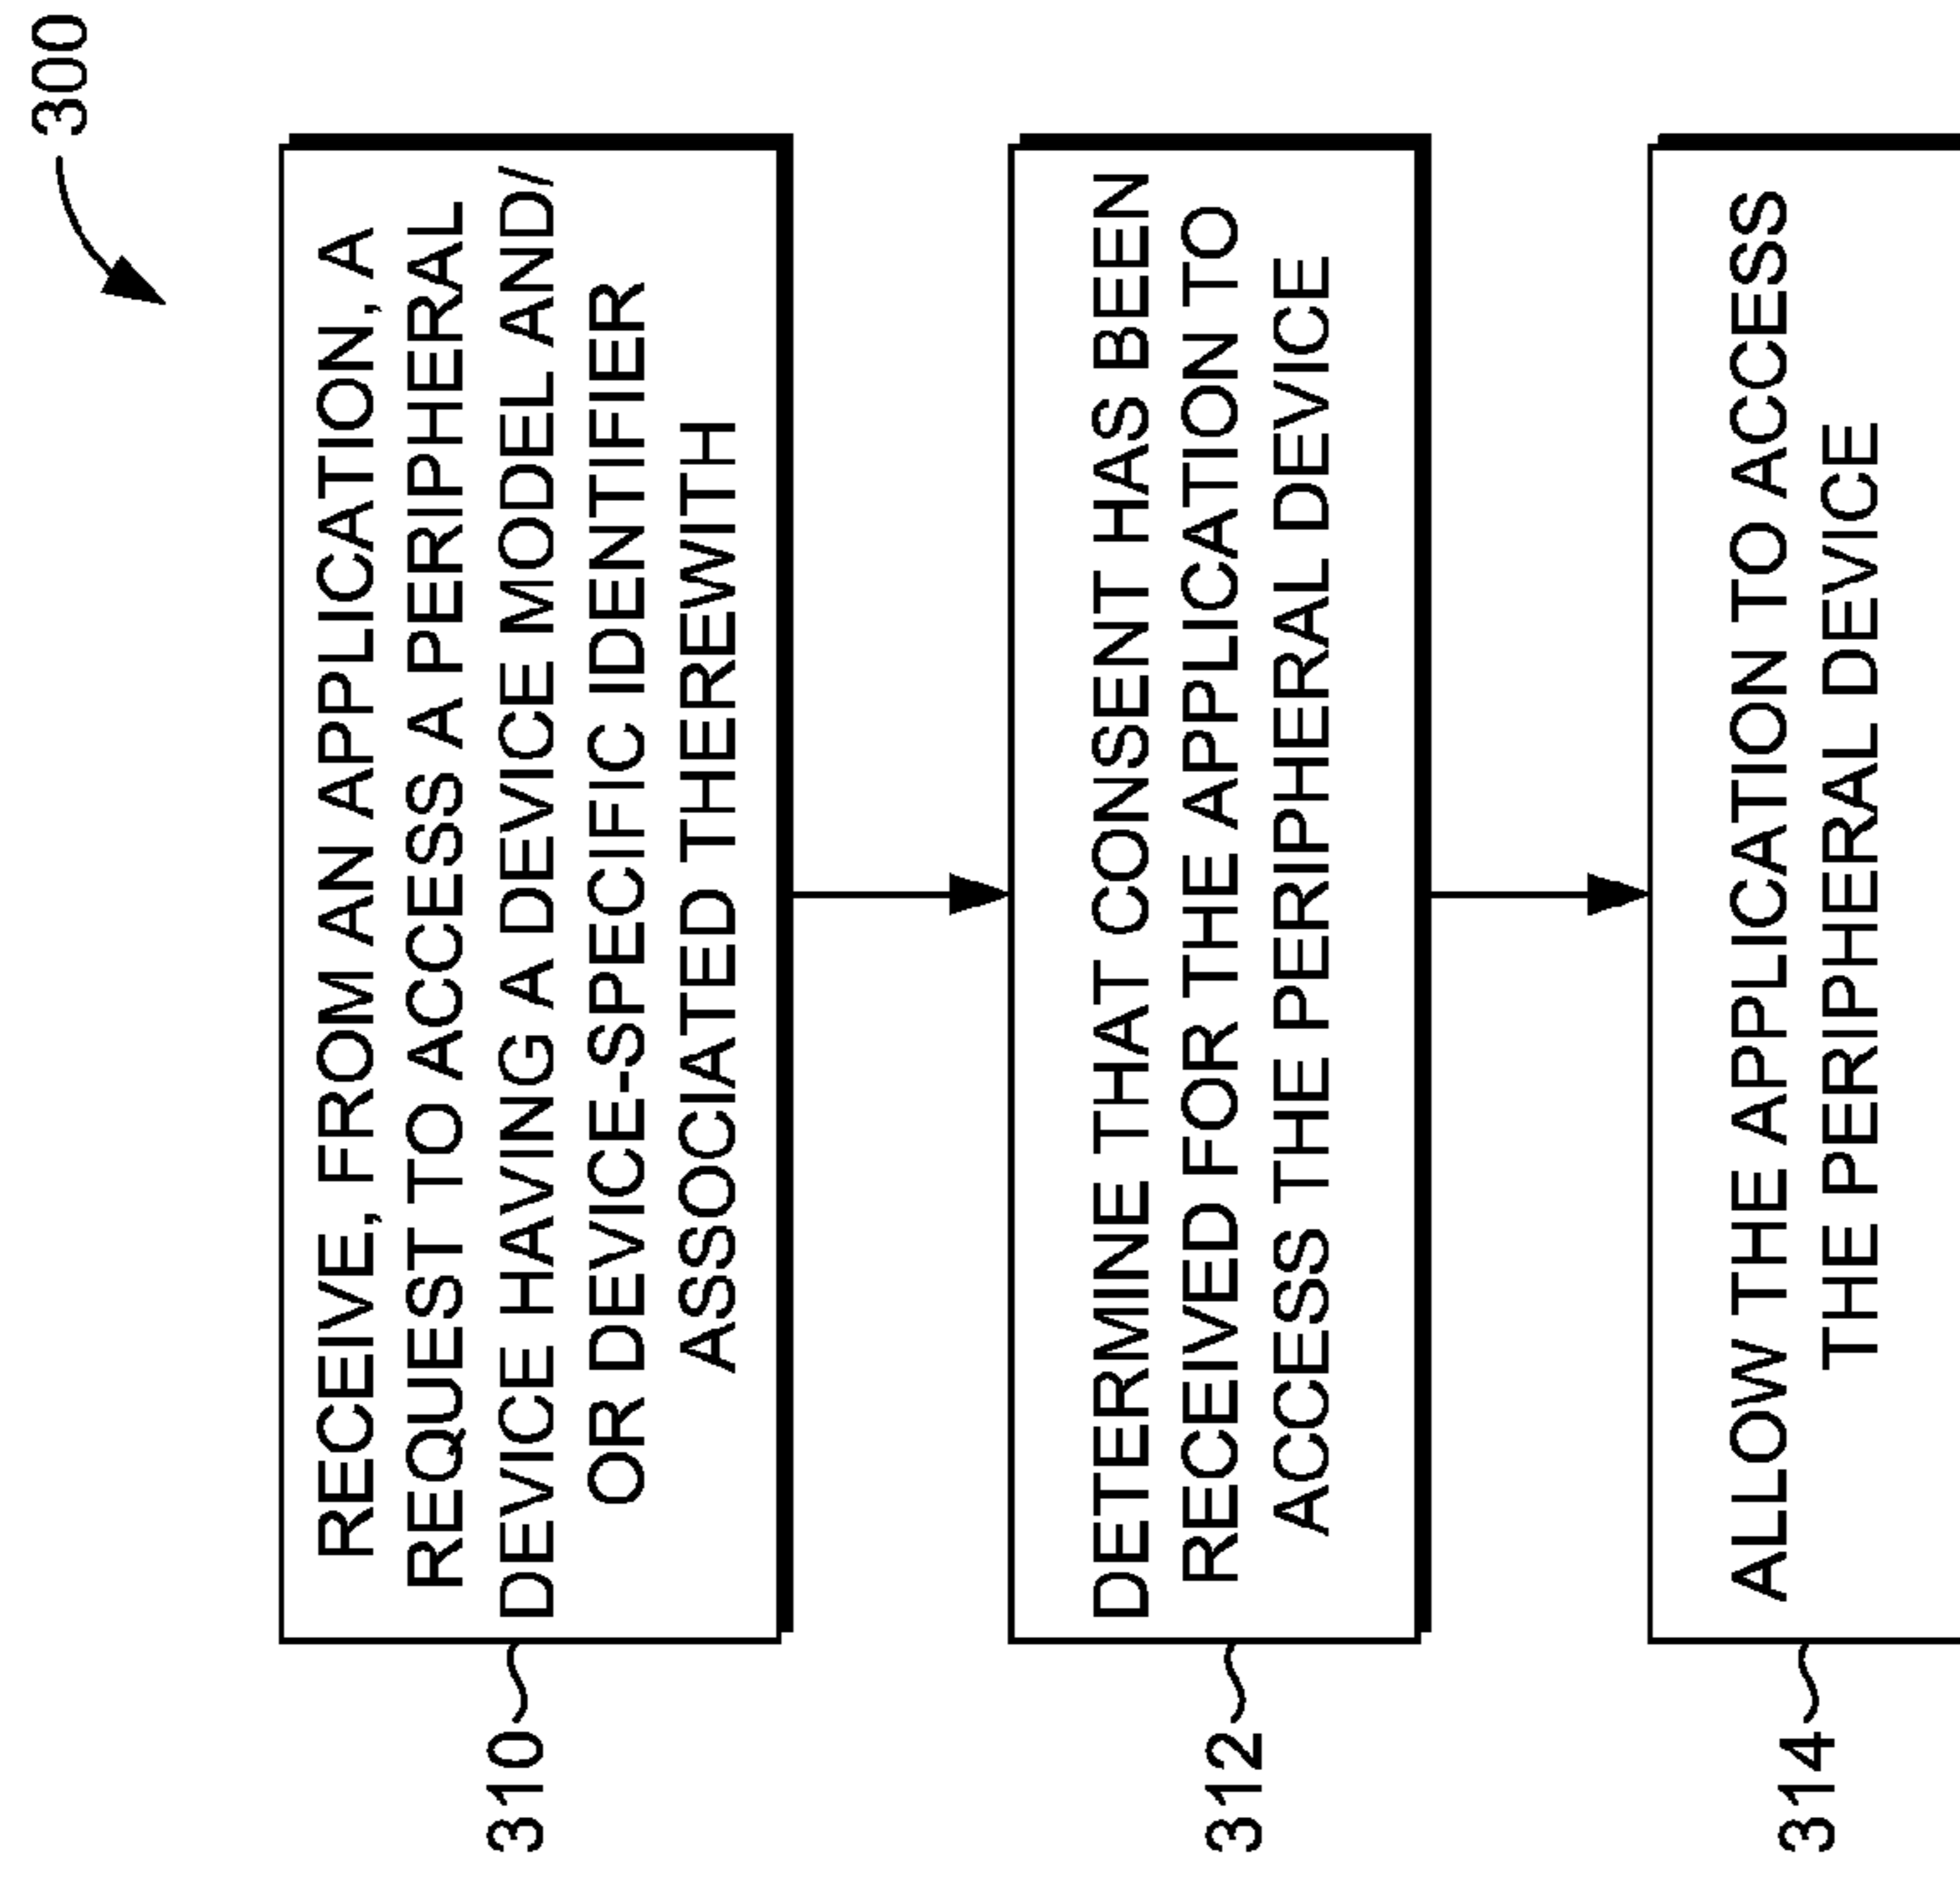 300
RECEIVE, FROM AN APPLICATION, A
REQUEST TO ACCESS A PERIPHERAL
DEVICE HAVING A DEVICE MODEL AND/
OR DEVICE-SPECIFIC IDENTIFIER
ASSOCIATED THEREWITH
310
DETERMINE THAT CONSENT HAS BEEN
RECEIVED FOR THE APPLICATION TO
ACCESS THE PERIPHERAL DEVICE
312
ALLOW THE APPLICATION TO ACCESS
THE PERIPHERAL DEVICE
314